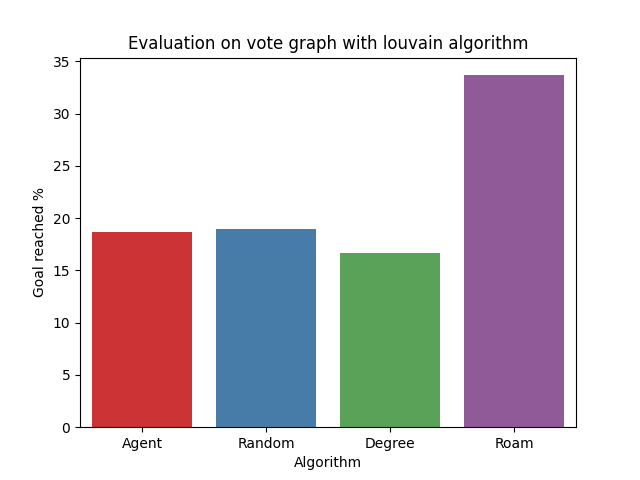 Evaluation on vote graph with louvain algorithm
Goal reached %
35
30
25
20
15
10
5
0
Agent Random Degree Roam
Algorithm